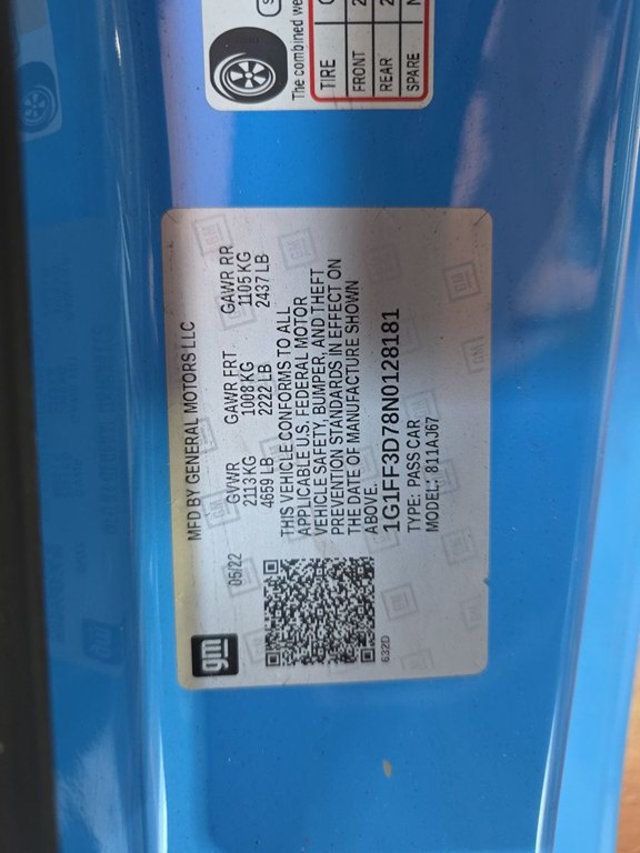 The combined we
TIRE
FRONT
REAR
SPARE
gm
MFD BY GENERAL MOTORS LLC
05/22 GVWR GAWR FRT GAWR RR
2113 KG 1008 KG 1105 KG
4659 LB 2222 LB 2437 LB
THIS VEHICLE CONFORMS TO ALL
APPLICABLE U.S. FEDERAL MOTOR
VEHICLE SAFETY, BUMPER, AND THEFT
PREVENTION STANDARDS IN EFFECT ON
THE DATE OF MANUFACTURE SHOWN
ABOVE.
1G1FF3D78N0128181
TYPE: PASS CAR
MODEL: 811AJ67
632D